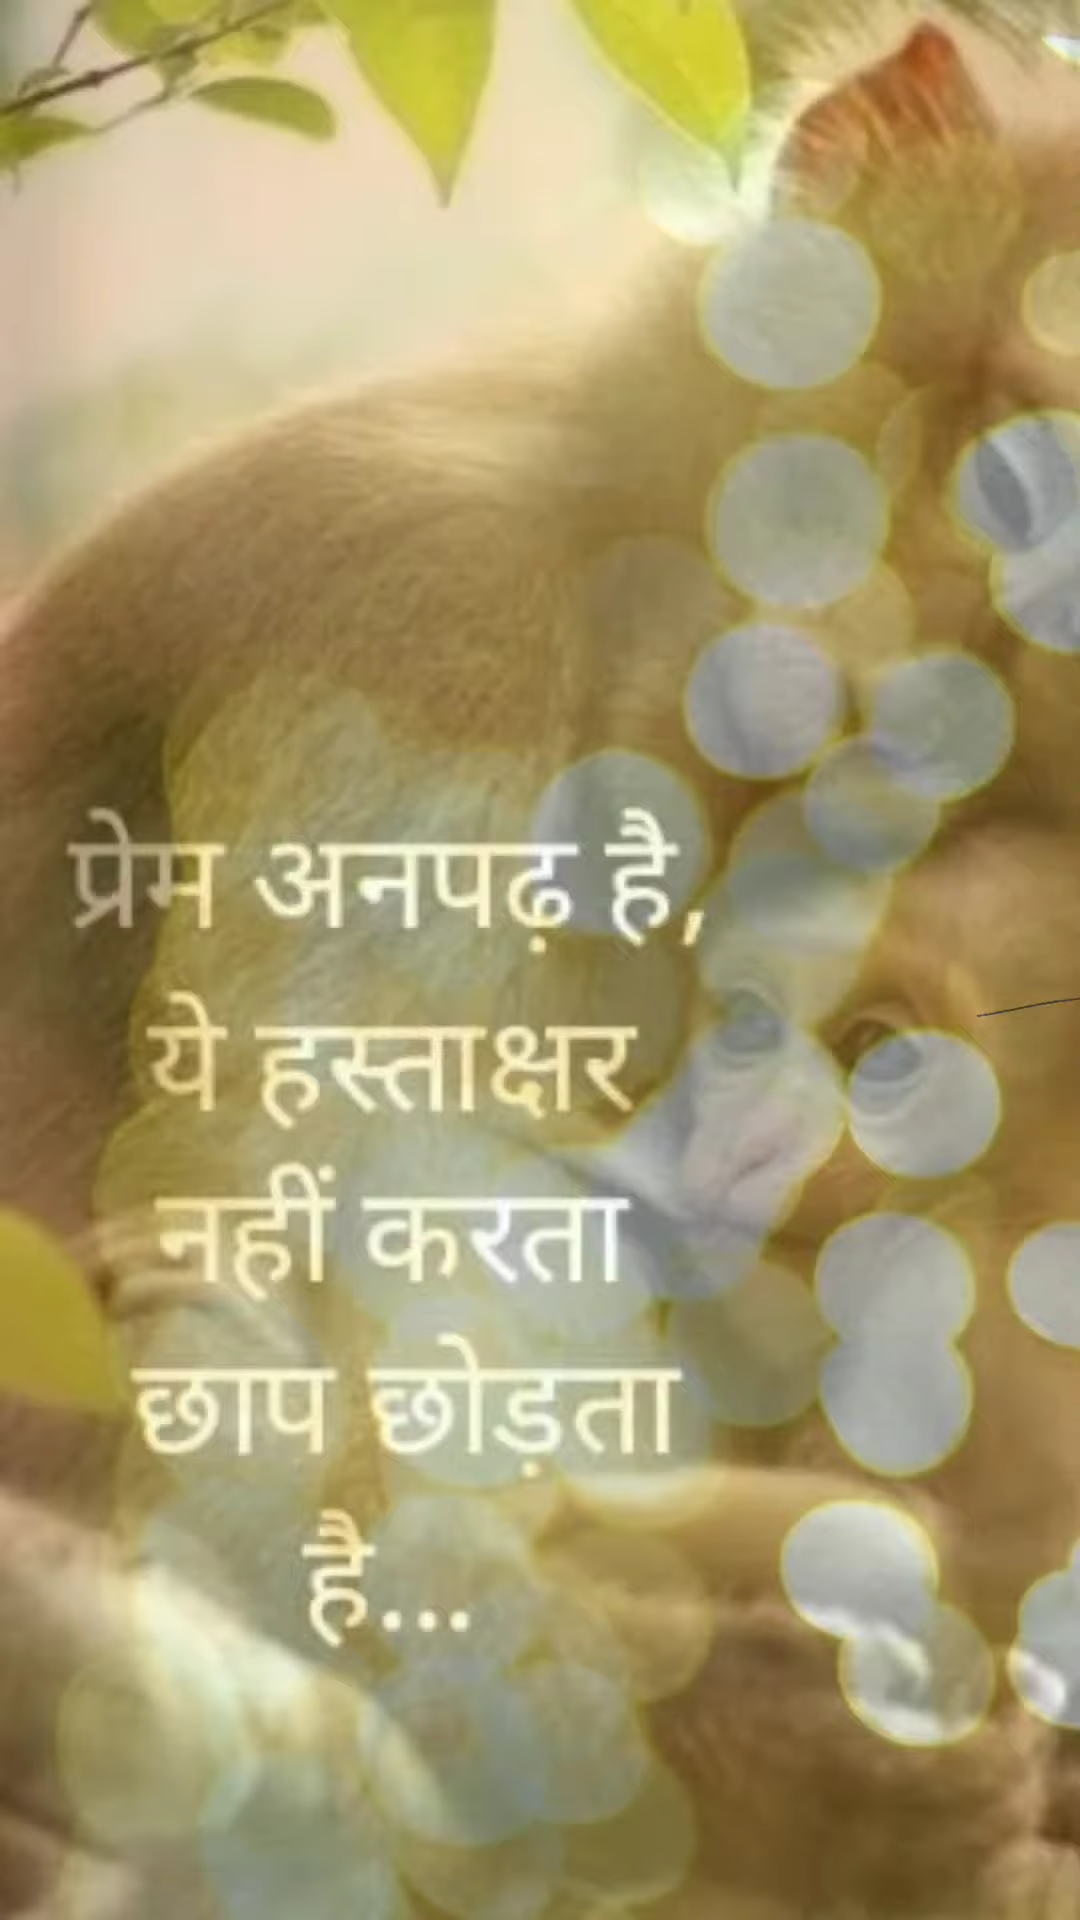 प्रेम अनपढ़ है,
ये हस्ताक्षर
नहीं करता
छाप छोड़ता
है...